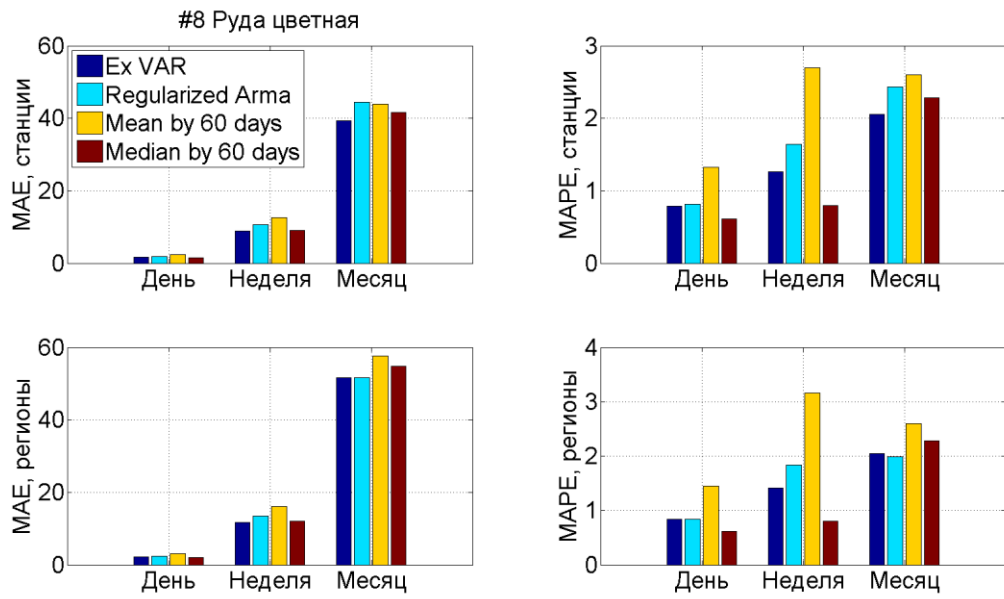 #8 Руда цветная
60
40
20
0
MAE, станции
Ex VAR
Regularized Arma
Mean by 60 days
Median by 60 days
День Неделя Месяц
3
2
1
0
MAPE, станции
День Неделя Месяц
60
40
20
0
MAE, регионы
День Неделя Месяц
4
3
2
1
0
MAPE, регионы
День Неделя Месяц